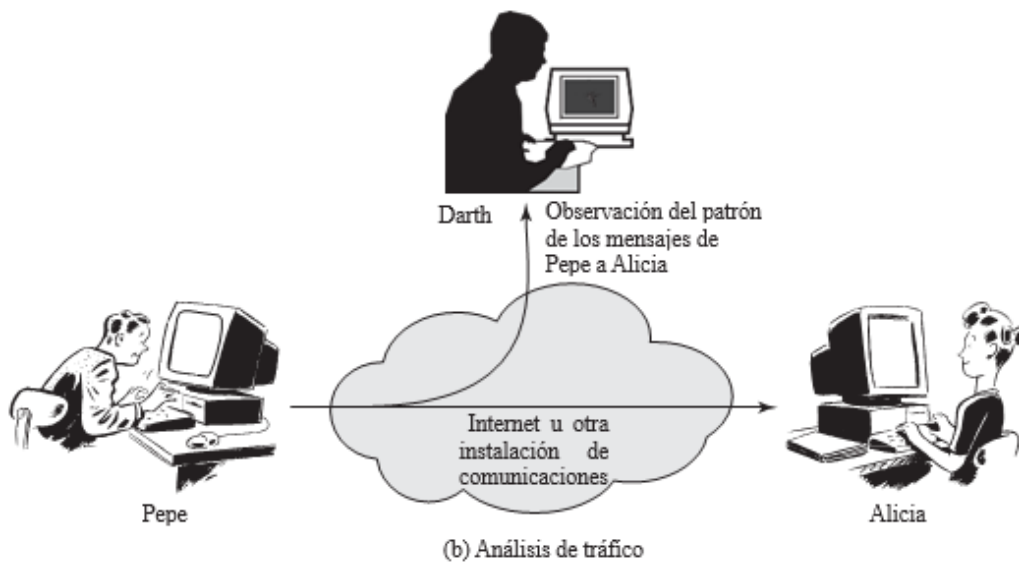 Darth
Observación del patrón
de los mensajes de
Pepe a Alicia
Internet u otra
instalación de
comunicaciones
Pepe
Alicia
(b) Análisis de tráfico